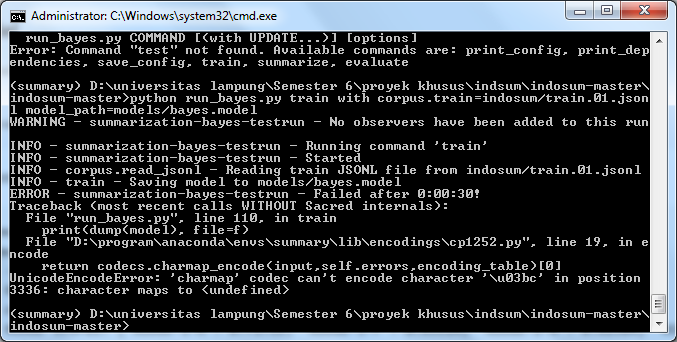 Administrator: C:\Windows\system32\cmd.exe
run_bayes.py COMMAND [(with UPDATE...)] [options]
Error: Command "test" not found. Available commands are: print_config, print_dep
endencies, save_config, train, summarize, evaluate
(summary) D:\universitas lampung\Semester 6\proyek khusus\indsum\indosum-master\
indosum-master>python run_bayes.py train with corpus.train=indosum/train.01.json
l model_path=models/bayes.model
WARNING - summarization-bayes-testrun - No observers have been added to this run
INFO - summarization-bayes-testrun - Running command 'train'
INFO - summarization-bayes-testrun - Started
INFO - corpus.read_jsonl - Reading train JSONL file from indosum/train.01.jsonl
INFO - train - Saving model to models/bayes.model
ERROR - summarization-bayes-testrun - Failed after 0:00:30!
Traceback (most recent calls WITHOUT Sacred internals):
File "run_bayes.py", line 110, in train
print(dump(model), file=f)
File "D:\program\anaconda\envs\summary\lib\encodings\cp1252.py", line 19, in e
ncode
return codecs.charmap_encode(input,self.errors,encoding_table)[0]
UnicodeEncodeError: 'charmap' codec can't encode character '\u03bc' in position
3336: character maps to <undefined>
(summary) D:\universitas lampung\Semester 6\proyek khusus\indsum\indosum-master\
indosum-master>